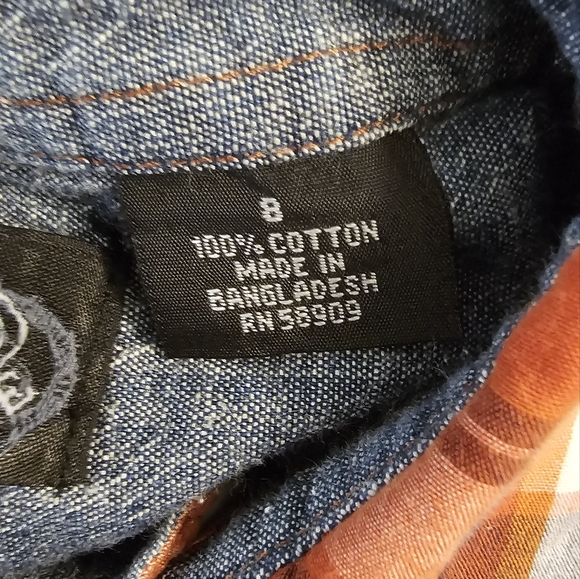 8
100% COTTON
MADE IN
BANGLADESH
RN 58909